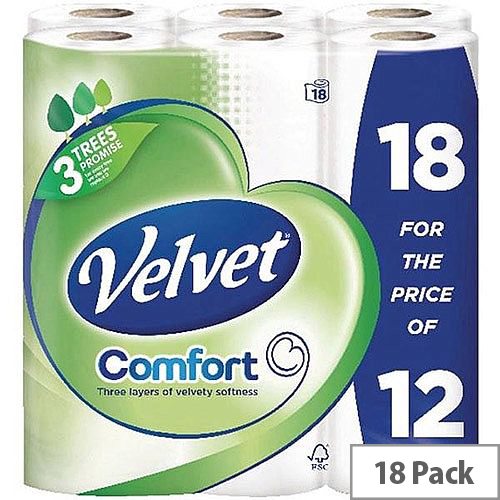 18
3 TREES
PROMISE
Velvet
Comfort
Three layers of velvety softness
18
FOR
THE
PRICE
OF
12
FSC
18 Pack